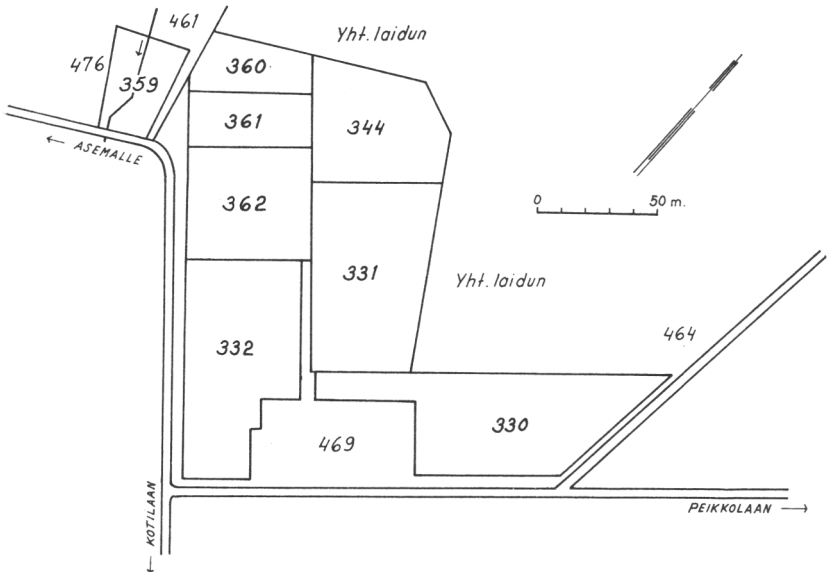 461
Yht. laidun
476
359
360
361
344
← ASEMALLE
362
0 50 m.
331
Yht. laidun
332
464
330
469
PEIKKOLAAN →
← KOTILAAN